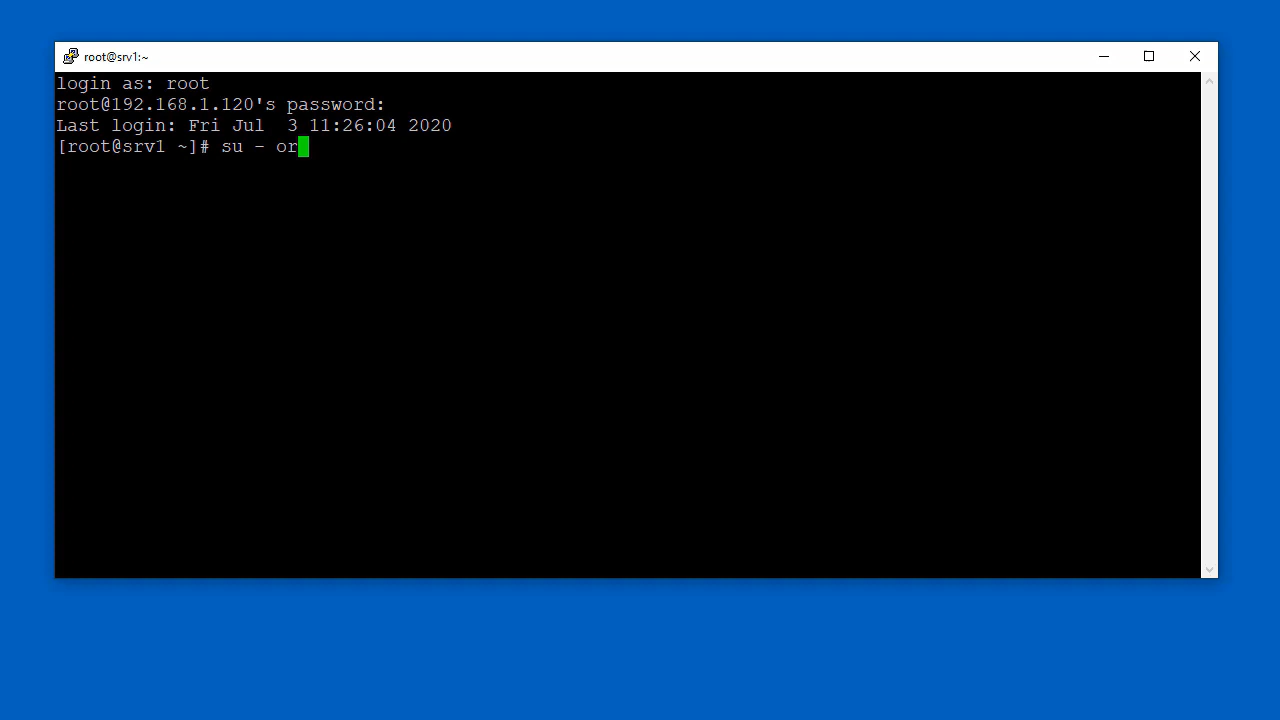 root@srv1:~
login as: root
root@192.168.1.120's password:
Last login: Fri Jul  3 11:26:04 2020
[root@srv1 ~]# su - or